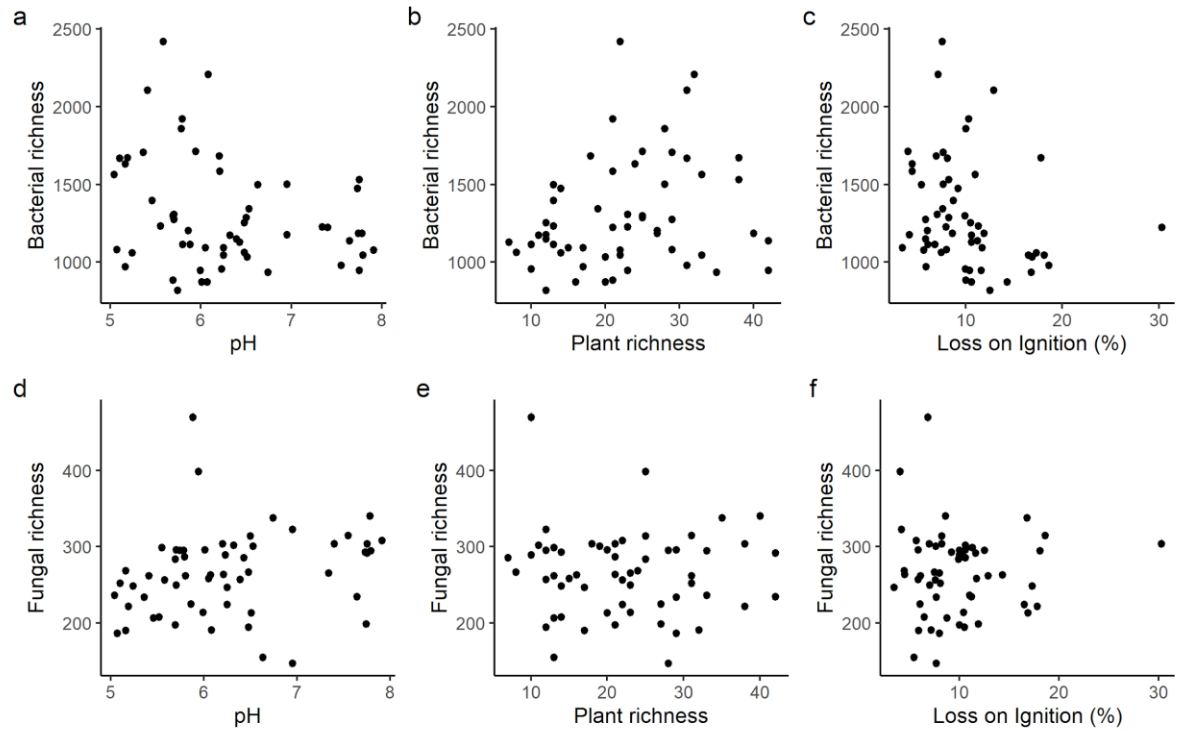 a
2500
2000
1500
1000
Bacterial richness
5 6 7 8
pH
b
2500
2000
1500
1000
Bacterial richness
10 20 30 40
Plant richness
c
2500
2000
1500
1000
Bacterial richness
10 20 30
Loss on Ignition (%)
d
400
300
200
Fungal richness
5 6 7 8
pH
e
400
300
200
Fungal richness
10 20 30 40
Plant richness
f
400
300
200
Fungal richness
10 20 30
Loss on Ignition (%)